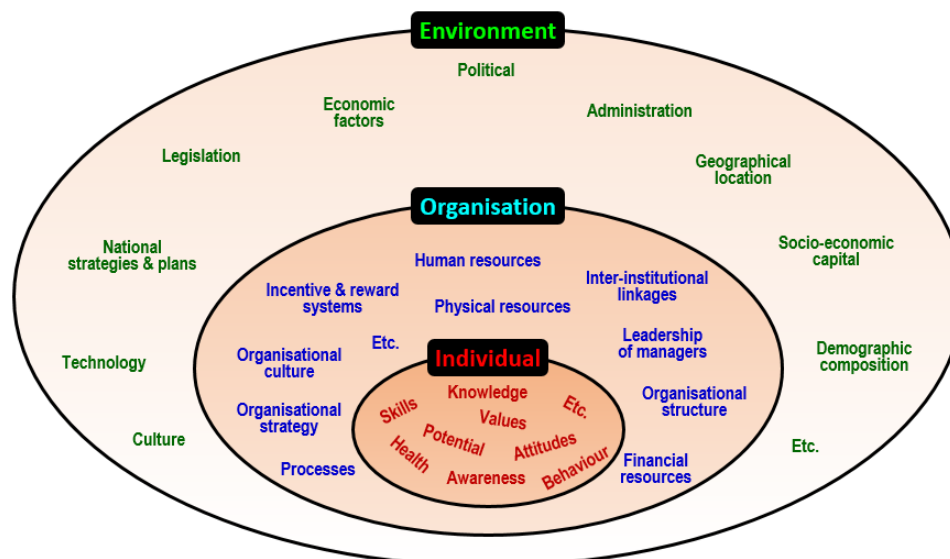 Environment
Political
Economic
factors
Administration
Legislation
Geographical
location
National
strategies & plans
Socio-economic
capital
Technology
Demographic
composition
Culture
Etc.
Organisation
Human resources
Incentive & reward
systems
Physical resources
Inter-institutional
linkages
Etc.
Leadership
of managers
Organisational
culture
Organisational
structure
Organisational
strategy
Processes
Financial
resources
Individual
Knowledge
Skills
Values
Etc.
Potential
Attitudes
Health
Awareness
Behaviour